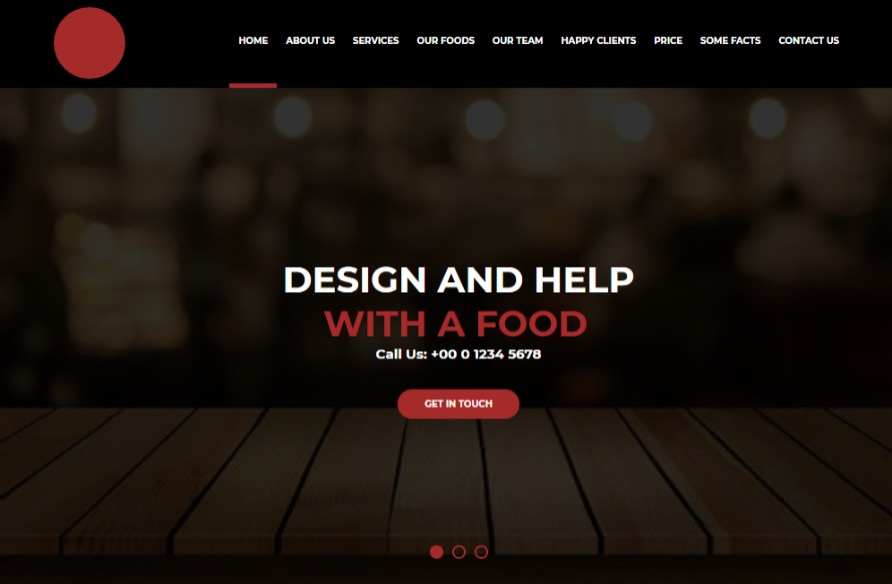 HOME ABOUT US SERVICES OUR FOODS OUR TEAM HAPPY CLIENTS PRICE SOME FACTS CONTACT US
DESIGN AND HELP
WITH A FOOD
Call Us: +00 0 1234 5678
GET IN TOUCH